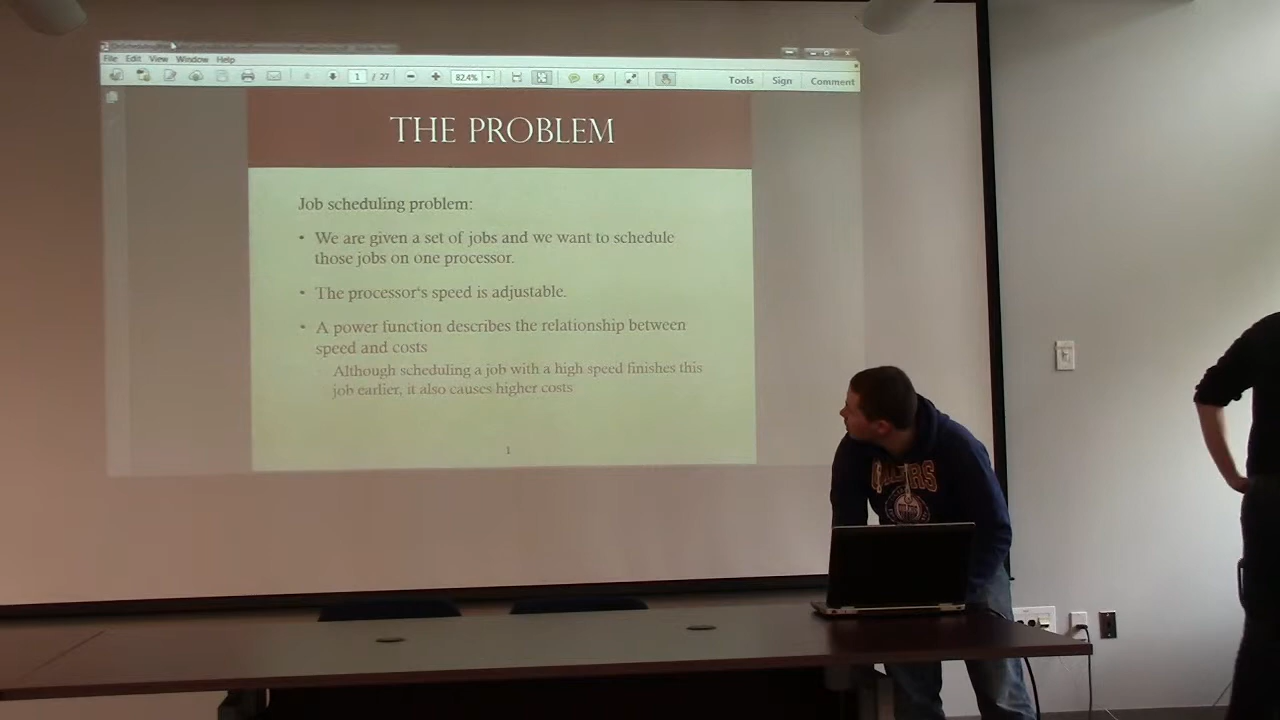 File Edit View Window Help
1 / 27
82.4%
Tools Sign Comment
THE PROBLEM
Job scheduling problem:
• We are given a set of jobs and we want to schedule
those jobs on one processor.
• The processor's speed is adjustable.
• A power function describes the relationship between
speed and costs
Although scheduling a job with a high speed finishes this
job earlier, it also causes higher costs
1